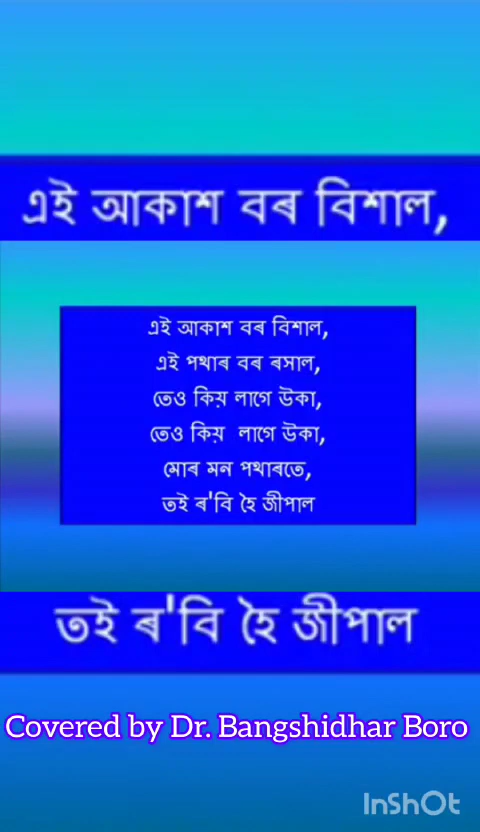 এই আকাশ বৰ বিশাল,
এই আকাশ বৰ বিশাল,
এই পথাৰ বৰ ৰসাল,
তেও কিয় লাগে উকা,
তেও কিয় লাগে উকা,
মোৰ মন পথাৰতে,
তই ৰ'বি হৈ জীপাল
তই ৰ'বি হৈ জীপাল
Covered by Dr. Bangshidhar Boro
InShOt